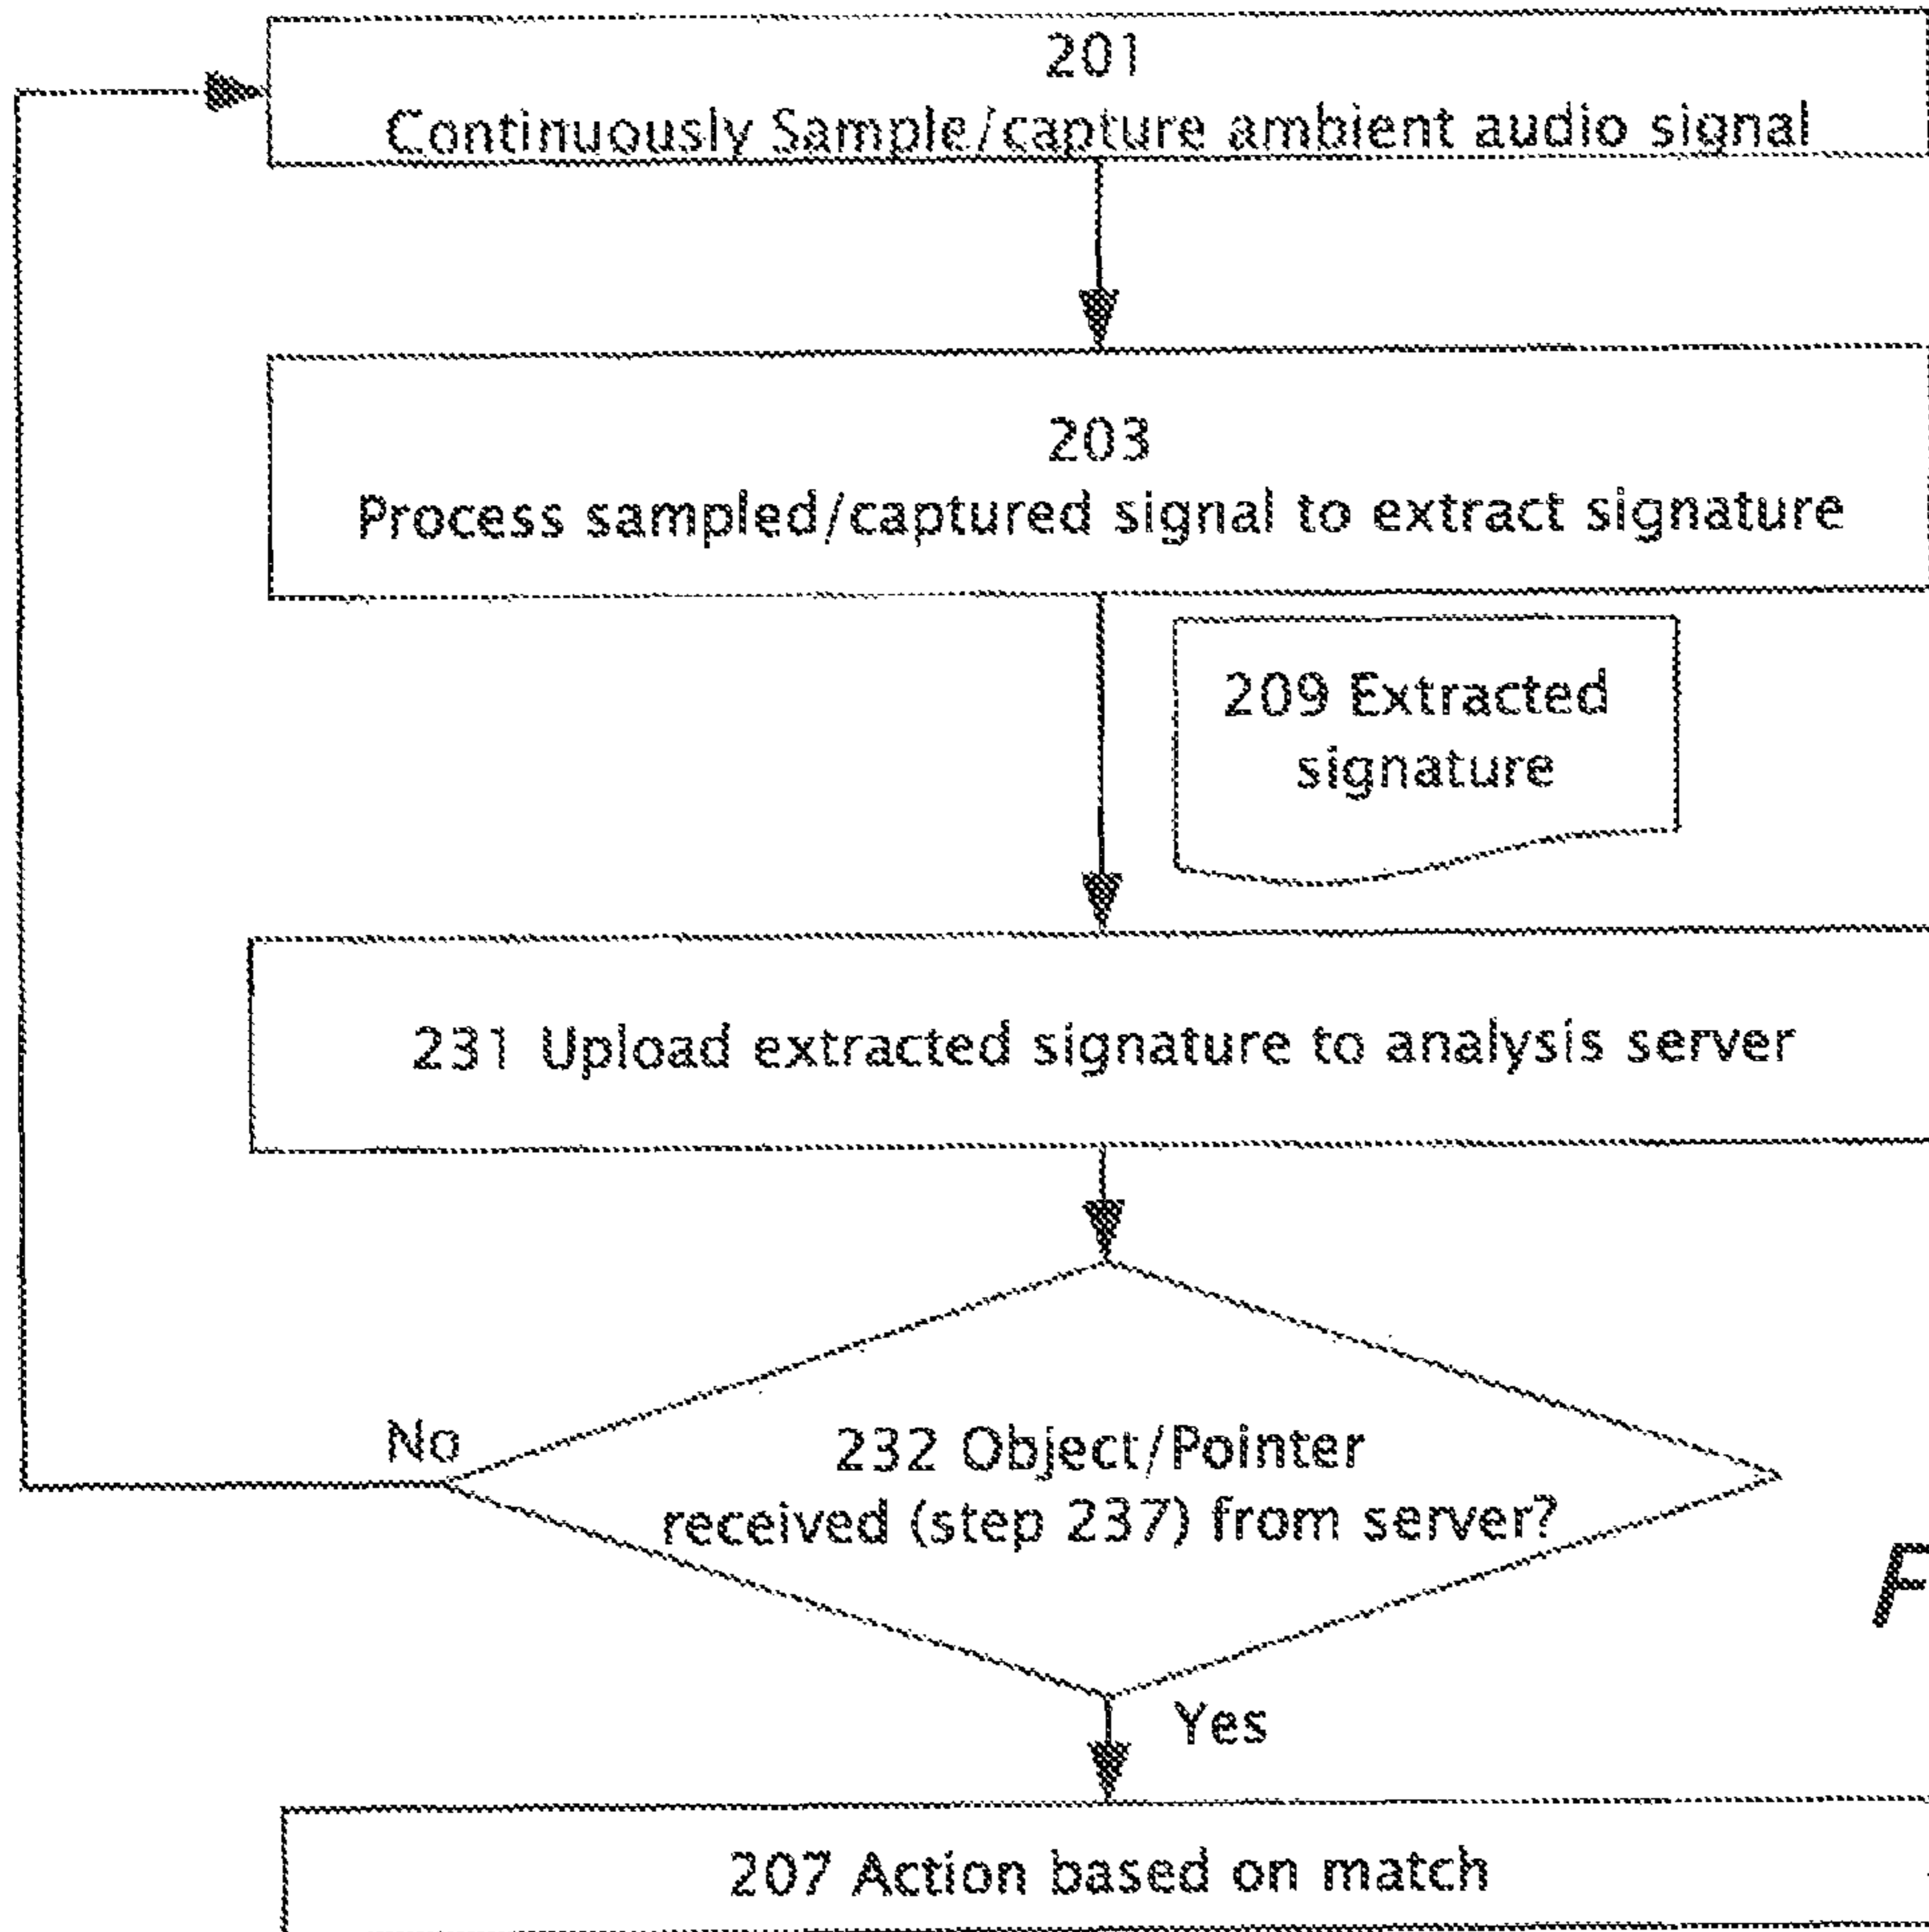 201
Continuously Sample/capture ambient audio signal
203
Process sampled/captured signal to extract signature
209 Extracted
signature
231 Upload extracted signature to analysis server
No
232 Object/Pointer
received (step 237) from server?
F
Yes
207 Action based on match